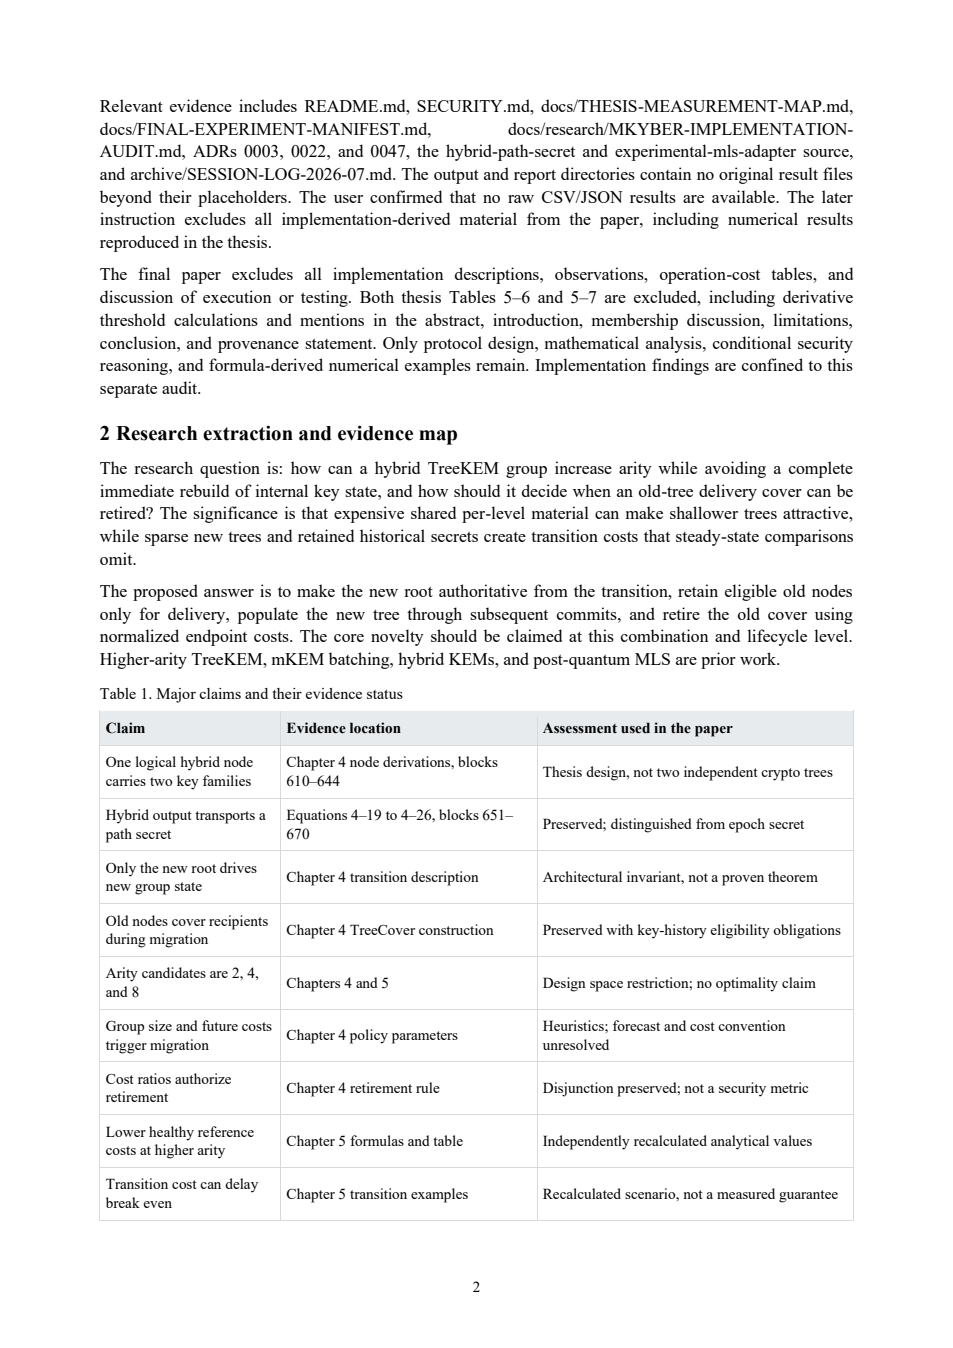 Relevant evidence includes README.md, SECURITY.md, docs/THESIS-MEASUREMENT-MAP.md,
docs/FINAL-EXPERIMENT-MANIFEST.md, docs/research/MKYBER-IMPLEMENTATION-
AUDIT.md, ADRs 0003, 0022, and 0047, the hybrid-path-secret and experimental-mls-adapter source,
and archive/SESSION-LOG-2026-07.md. The output and report directories contain no original result files
beyond their placeholders. The user confirmed that no raw CSV/JSON results are available. The later
instruction excludes all implementation-derived material from the paper, including numerical results
reproduced in the thesis.
The final paper excludes all implementation descriptions, observations, operation-cost tables, and
discussion of execution or testing. Both thesis Tables 5–6 and 5–7 are excluded, including derivative
threshold calculations and mentions in the abstract, introduction, membership discussion, limitations,
conclusion, and provenance statement. Only protocol design, mathematical analysis, conditional security
reasoning, and formula-derived numerical examples remain. Implementation findings are confined to this
separate audit.
2 Research extraction and evidence map
The research question is: how can a hybrid TreeKEM group increase arity while avoiding a complete
immediate rebuild of internal key state, and how should it decide when an old-tree delivery cover can be
retired? The significance is that expensive shared per-level material can make shallower trees attractive,
while sparse new trees and retained historical secrets create transition costs that steady-state comparisons
omit.
The proposed answer is to make the new root authoritative from the transition, retain eligible old nodes
only for delivery, populate the new tree through subsequent commits, and retire the old cover using
normalized endpoint costs. The core novelty should be claimed at this combination and lifecycle level.
Higher-arity TreeKEM, mKEM batching, hybrid KEMs, and post-quantum MLS are prior work.
Table 1. Major claims and their evidence status
Claim Evidence location Assessment used in the paper
One logical hybrid node
carries two key families
Chapter 4 node derivations, blocks
610–644
Thesis design, not two independent crypto trees
Hybrid output transports a
path secret
Equations 4–19 to 4–26, blocks 651–
670
Preserved; distinguished from epoch secret
Only the new root drives
new group state
Chapter 4 transition description
Architectural invariant, not a proven theorem
Old nodes cover recipients
during migration
Chapter 4 TreeCover construction
Preserved with key-history eligibility obligations
Arity candidates are 2, 4,
and 8
Chapters 4 and 5
Design space restriction; no optimality claim
Group size and future costs
trigger migration
Chapter 4 policy parameters
Heuristics; forecast and cost convention
unresolved
Cost ratios authorize
retirement
Chapter 4 retirement rule
Disjunction preserved; not a security metric
Lower healthy reference
costs at higher arity
Chapter 5 formulas and table
Independently recalculated analytical values
Transition cost can delay
break even
Chapter 5 transition examples
Recalculated scenario, not a measured guarantee
2